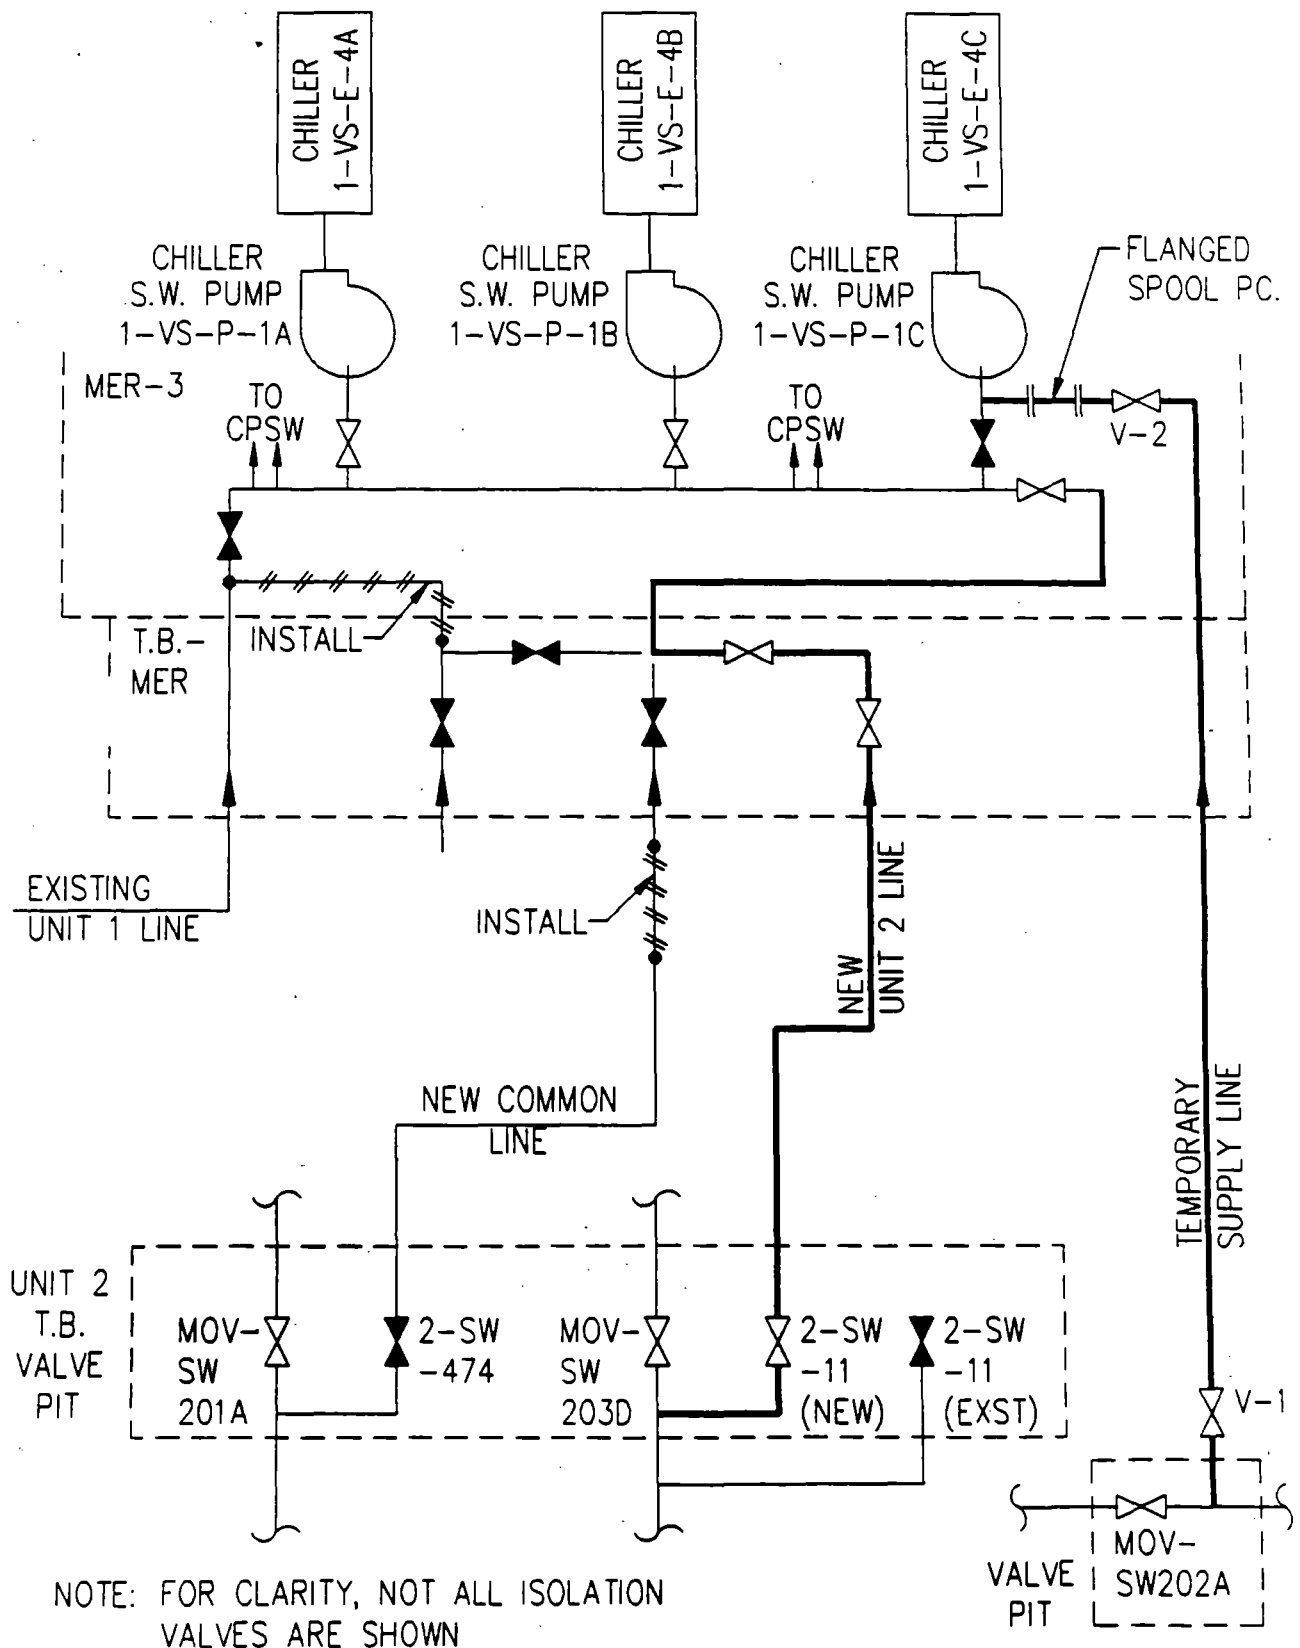 CHILLER
1-VS-E-4A
CHILLER
1-VS-E-4B
CHILLER
1-VS-E-4C
CHILLER
S.W. PUMP
1-VS-P-1A
CHILLER
S.W. PUMP
1-VS-P-1B
CHILLER
S.W. PUMP
1-VS-P-1C
FLANGED
SPOOL PC.
MER-3
TO
CPSW
TO
CPSW
V-2
T.B.-
MER
INSTALL
EXISTING
UNIT 1 LINE
INSTALL
NEW
UNIT 2 LINE
NEW COMMON
LINE
TEMPORARY
SUPPLY LINE
UNIT 2
T.B.
VALVE
PIT
MOV-
SW
201A
2-SW
-474
MOV-
SW
203D
2-SW
-11
(NEW)
2-SW
-11
(EXST)
V-1
VALVE
PIT
MOV-
SW202A
NOTE: FOR CLARITY, NOT ALL ISOLATION
VALVES ARE SHOWN